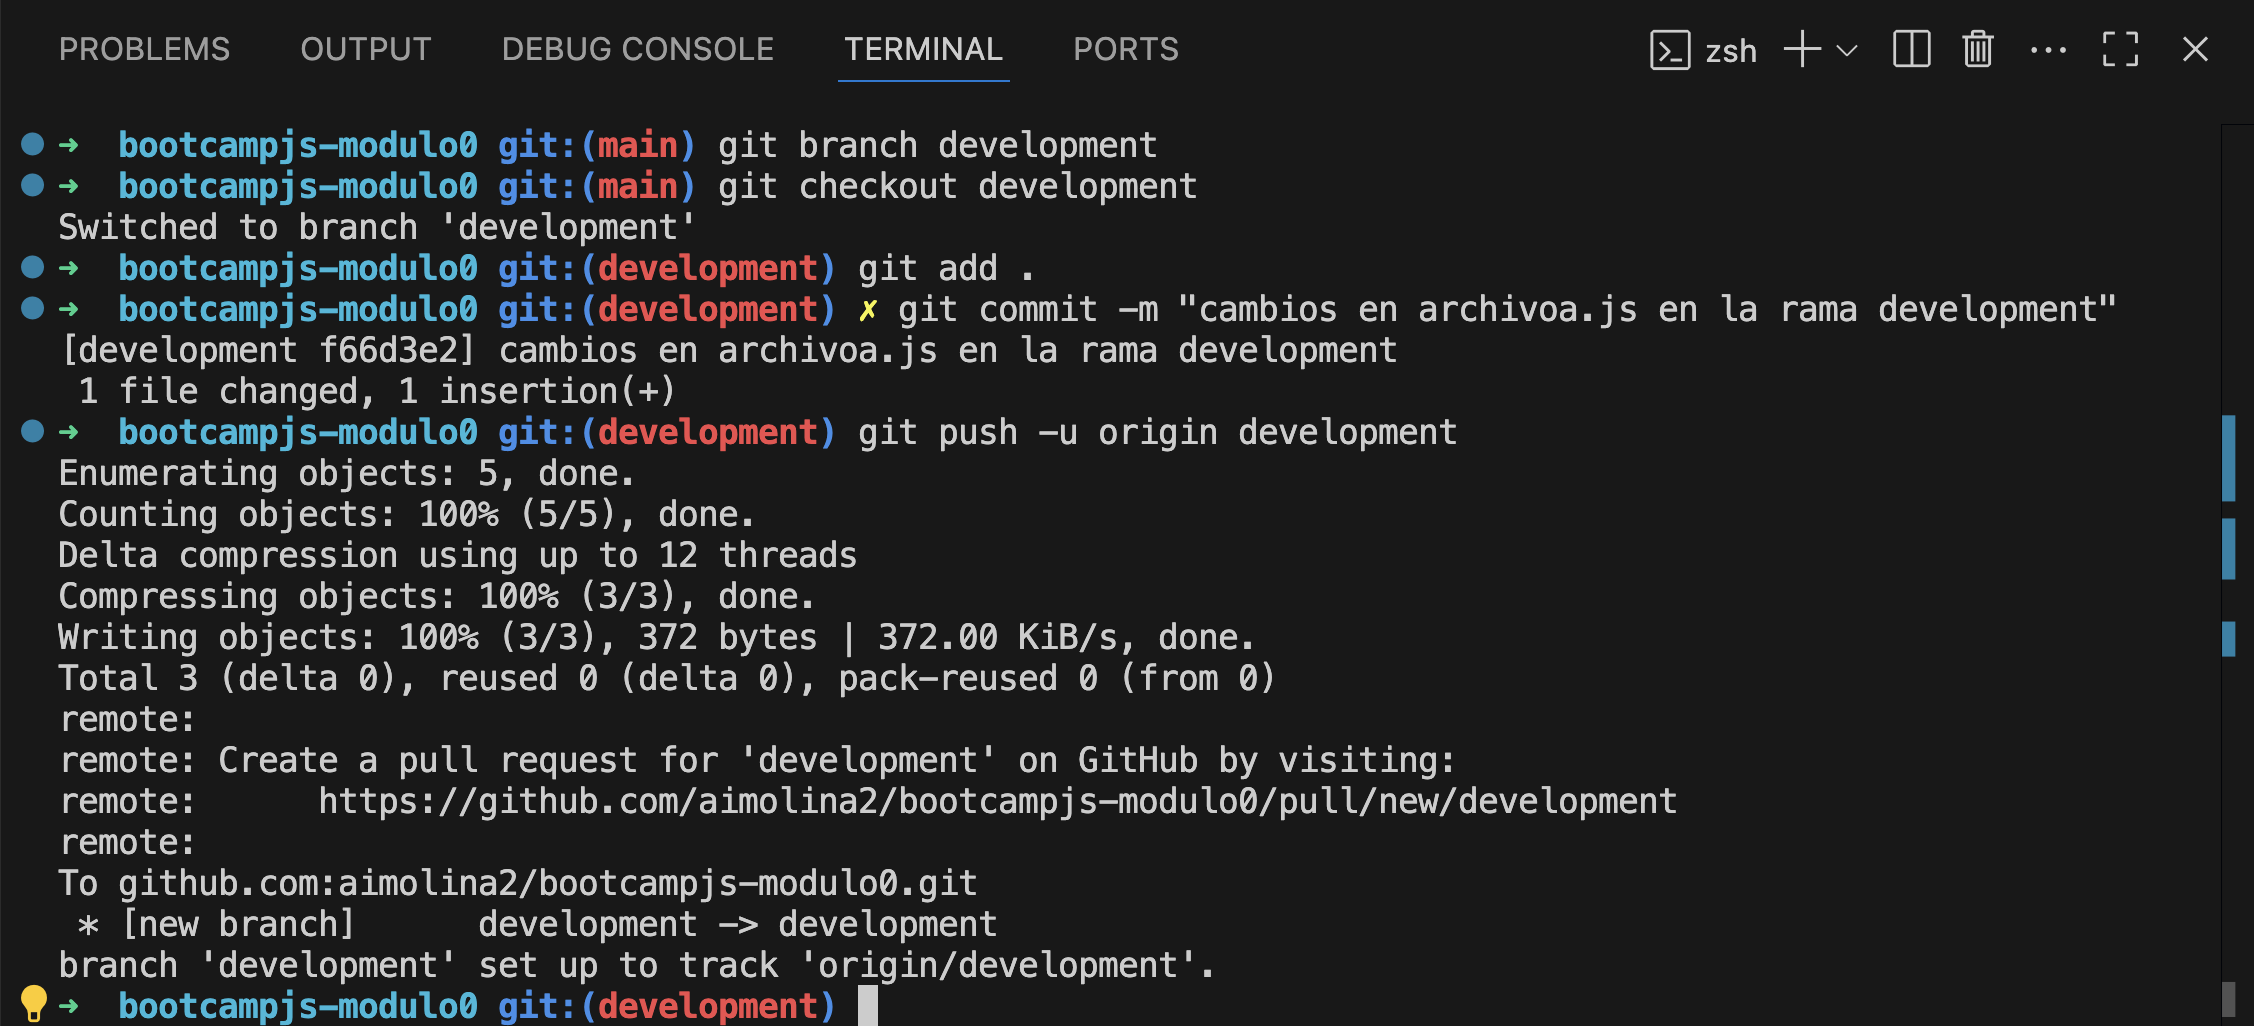 PROBLEMS OUTPUT DEBUG CONSOLE TERMINAL PORTS zsh
➜ bootcampjs-modulo0 git:(main) git branch development
➜ bootcampjs-modulo0 git:(main) git checkout development
Switched to branch 'development'
➜ bootcampjs-modulo0 git:(development) git add .
➜ bootcampjs-modulo0 git:(development) ✗ git commit -m "cambios en archivoa.js en la rama development"
[development f66d3e2] cambios en archivoa.js en la rama development
 1 file changed, 1 insertion(+)
➜ bootcampjs-modulo0 git:(development) git push -u origin development
Enumerating objects: 5, done.
Counting objects: 100% (5/5), done.
Delta compression using up to 12 threads
Compressing objects: 100% (3/3), done.
Writing objects: 100% (3/3), 372 bytes | 372.00 KiB/s, done.
Total 3 (delta 0), reused 0 (delta 0), pack-reused 0 (from 0)
remote:
remote: Create a pull request for 'development' on GitHub by visiting:
remote:      https://github.com/aimolina2/bootcampjs-modulo0/pull/new/development
remote:
To github.com:aimolina2/bootcampjs-modulo0.git
 * [new branch]      development -> development
branch 'development' set up to track 'origin/development'.
➜ bootcampjs-modulo0 git:(development)